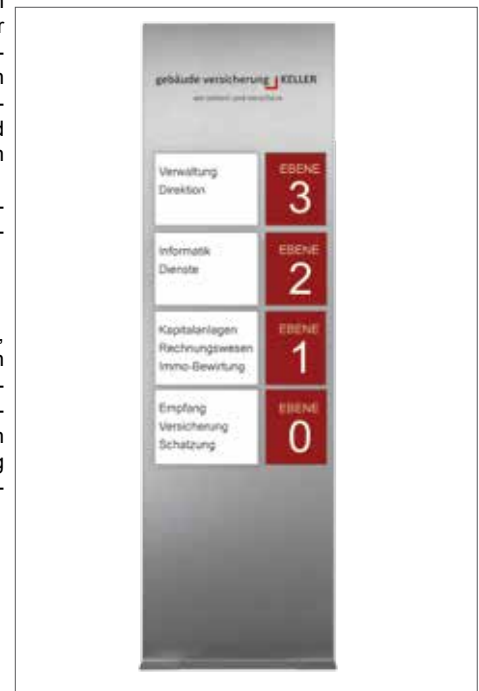 gebäude versicherung KELLER
Verwaltung
Direktion
EBENE
3
Informatik
Dienste
EBENE
2
Kapitalanlagen
Rechnungswesen
Immo-Bewirtung
EBENE
1
Empfang
Versicherung
Schatzung
EBENE
0